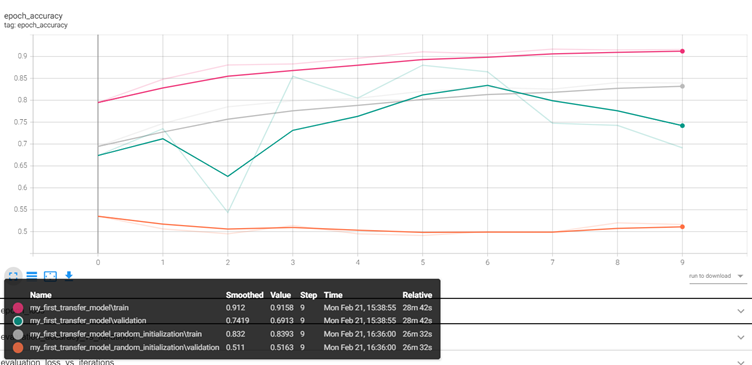 epoch_accuracy
tag: epoch_accuracy
0.9
0.85
0.8
0.75
0.7
0.65
0.6
0.55
0.5
0 1 2 3 4 5 6 7 8 9
run to download
Name Smoothed Value Step Time Relative
my_first_transfer_model\train 0.912 0.9158 9 Mon Feb 21, 15:38:55 28m 42s
my_first_transfer_model\validation 0.7419 0.6913 9 Mon Feb 21, 15:38:55 28m 42s
my_first_transfer_model_random_initialization\train 0.832 0.8393 9 Mon Feb 21, 16:36:00 26m 32s
my_first_transfer_model_random_initialization\validation 0.511 0.5163 9 Mon Feb 21, 16:36:00 26m 32s
evaluation_loss_vs_iterations